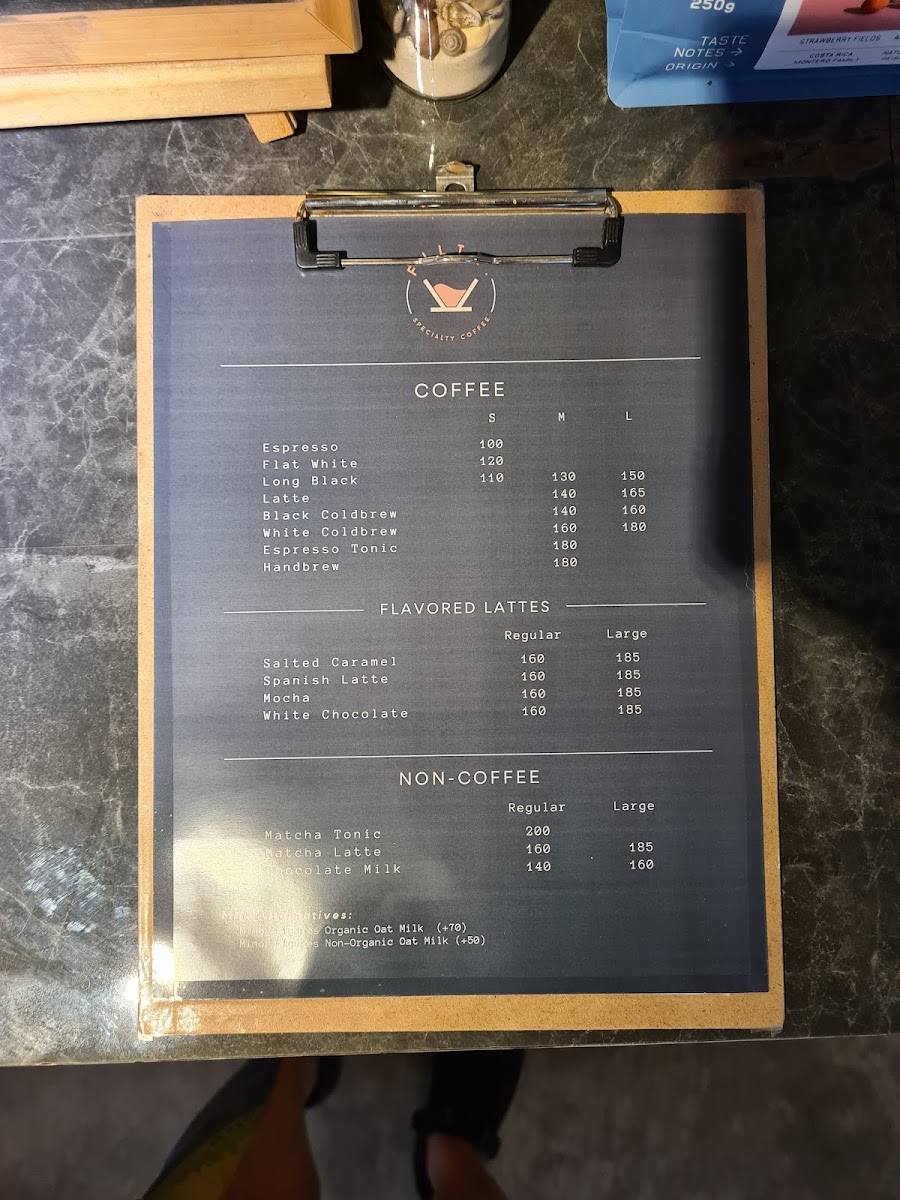 250g
TASTE
NOTES →
ORIGIN →
STRAWBERRY FIELDS
COSTA RICA
MONTERO FAMILY
FILT
SPECIALTY COFFEE
COFFEE
S M L
Espresso 100
Flat White 120
Long Black 110 130 150
Latte 140 165
Black Coldbrew 140 160
White Coldbrew 160 180
Espresso Tonic 180
Handbrew 180
FLAVORED LATTES
Regular Large
Salted Caramel 160 185
Spanish Latte 160 185
Mocha 160 185
White Chocolate 160 185
NON-COFFEE
Regular Large
Matcha Tonic 200
Matcha Latte 160 185
Chocolate Milk 140 160
Organic Oat Milk (+70)
Minor Figures Non-Organic Oat Milk (+50)